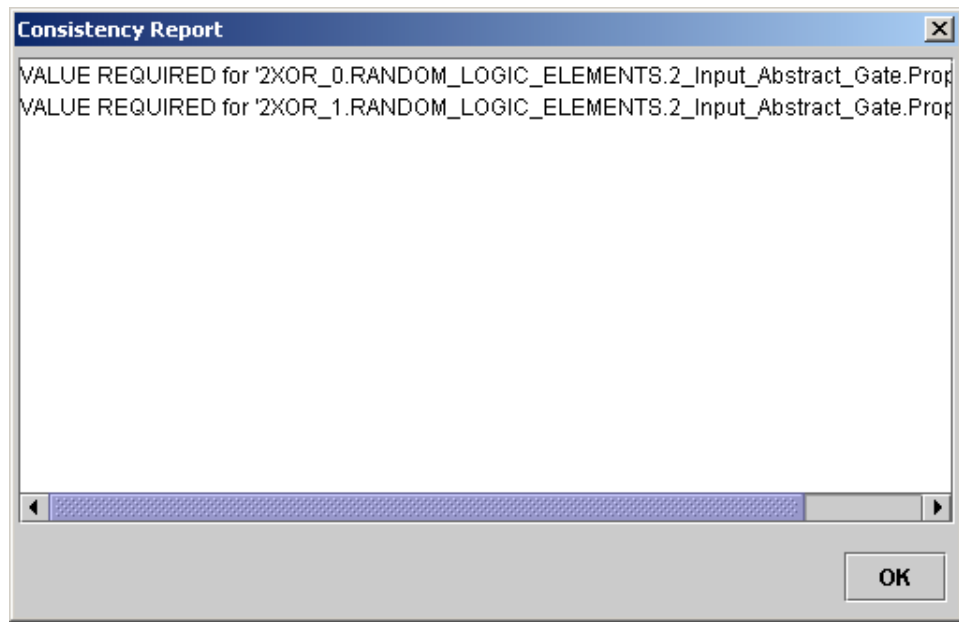 Consistency Report
VALUE REQUIRED for '2XOR_0.RANDOM_LOGIC_ELEMENTS.2_Input_Abstract_Gate.Prop
VALUE REQUIRED for '2XOR_1.RANDOM_LOGIC_ELEMENTS.2_Input_Abstract_Gate.Prop
OK